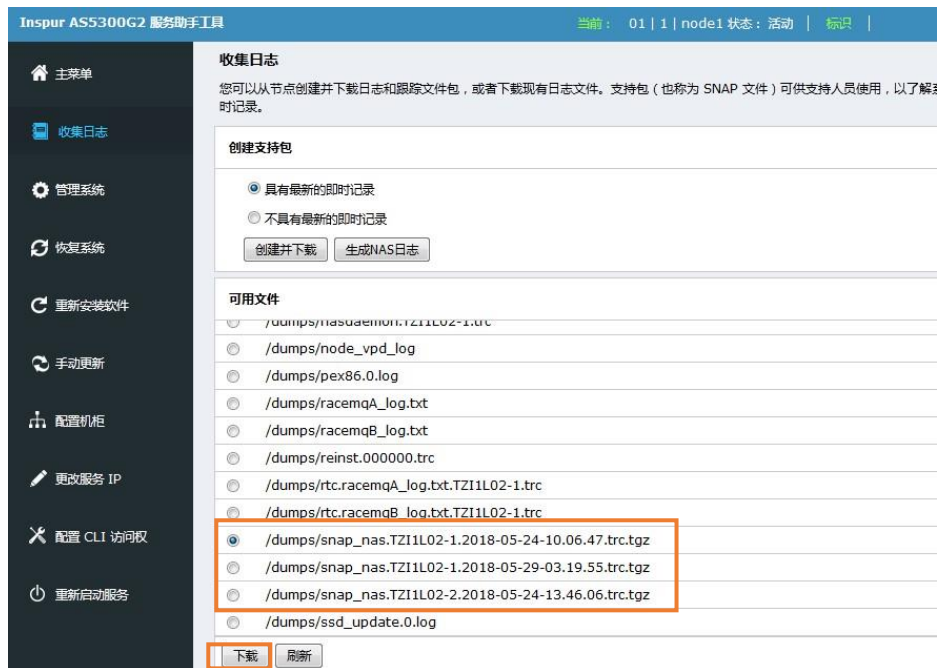 Inspur AS5300G2 服务助手工具
当前： 01 | 1 | node1 状态：活动 | 标识 |
主菜单
收集日志
管理系统
恢复系统
重新安装软件
手动更新
配置机柜
更改服务 IP
配置 CLI 访问权
重新启动服务
收集日志
您可以从节点创建并下载日志和跟踪文件包，或者下载现有日志文件。支持包（也称为 SNAP 文件）可供支持人员使用，以了解
时记录。
创建支持包
具有最新的即时记录
不具有最新的即时记录
创建并下载 生成NAS日志
可用文件
/dumps/nasdaemon.TZI1L02-1.trc
/dumps/node_vpd_log
/dumps/pex86.0.log
/dumps/racemqA_log.txt
/dumps/racemqB_log.txt
/dumps/reinst.000000.trc
/dumps/rtc.racemqA_log.txt.TZI1L02-1.trc
/dumps/rtc.racemqB_log.txt.TZI1L02-1.trc
/dumps/snap_nas.TZI1L02-1.2018-05-24-10.06.47.trc.tgz
/dumps/snap_nas.TZI1L02-1.2018-05-29-03.19.55.trc.tgz
/dumps/snap_nas.TZI1L02-2.2018-05-24-13.46.06.trc.tgz
/dumps/ssd_update.0.log
下载 刷新